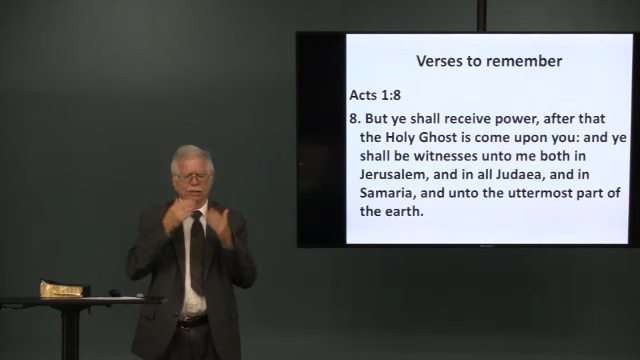 Verses to remember
Acts 1:8
8. But ye shall receive power, after that
the Holy Ghost is come upon you: and ye
shall be witnesses unto me both in
Jerusalem, and in all Judaea, and in
Samaria, and unto the uttermost part of
the earth.